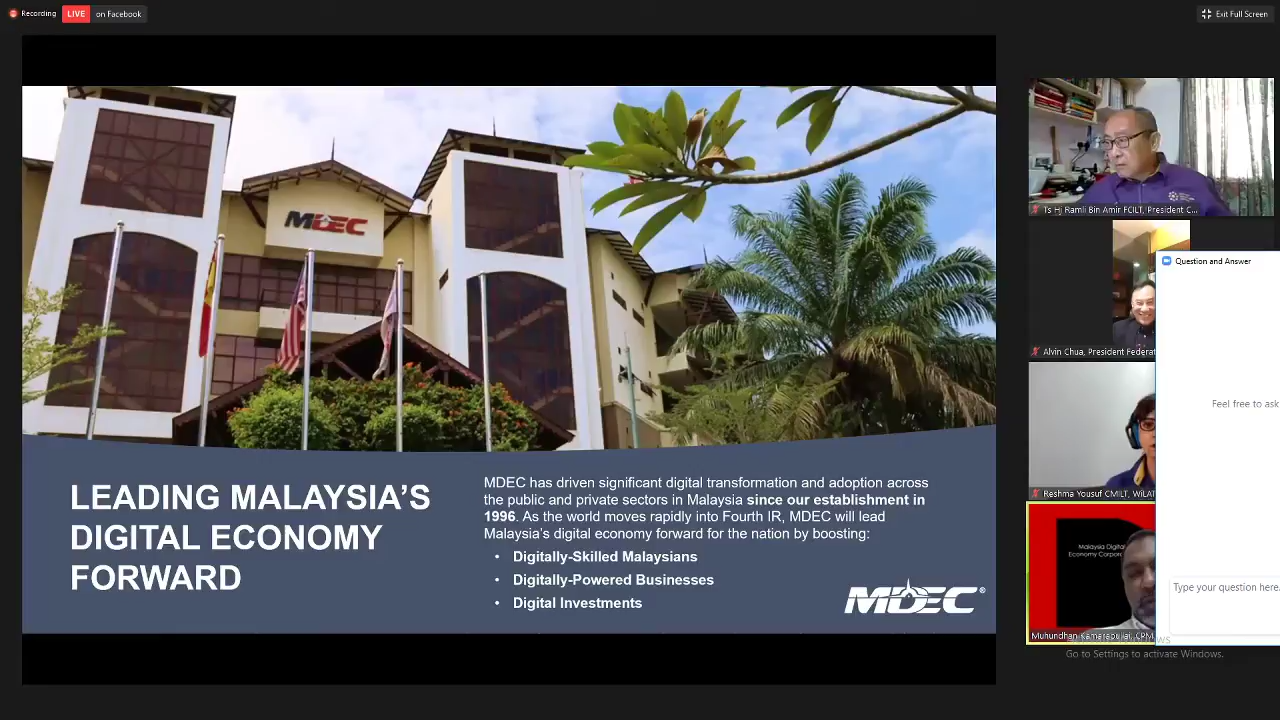 Recording
LIVE on Facebook
Exit Full Screen
MDEC
LEADING MALAYSIA'S
DIGITAL ECONOMY
FORWARD
MDEC has driven significant digital transformation and adoption across
the public and private sectors in Malaysia since our establishment in
1996. As the world moves rapidly into Fourth IR, MDEC will lead
Malaysia's digital economy forward for the nation by boosting:
• Digitally-Skilled Malaysians
• Digitally-Powered Businesses
• Digital Investments
MDEC®
Ts Hj Ramli Bin Amir FCILT, President C...
Alvin Chua, President Federat
Reshma Yousuf CMILT, WiLAT
Malaysia Digital
Economy Corpor
Muhundhan Kamarapullai, CPM
Question and Answer
Feel free to ask
Type your question here.
Go to Settings to activate Windows.